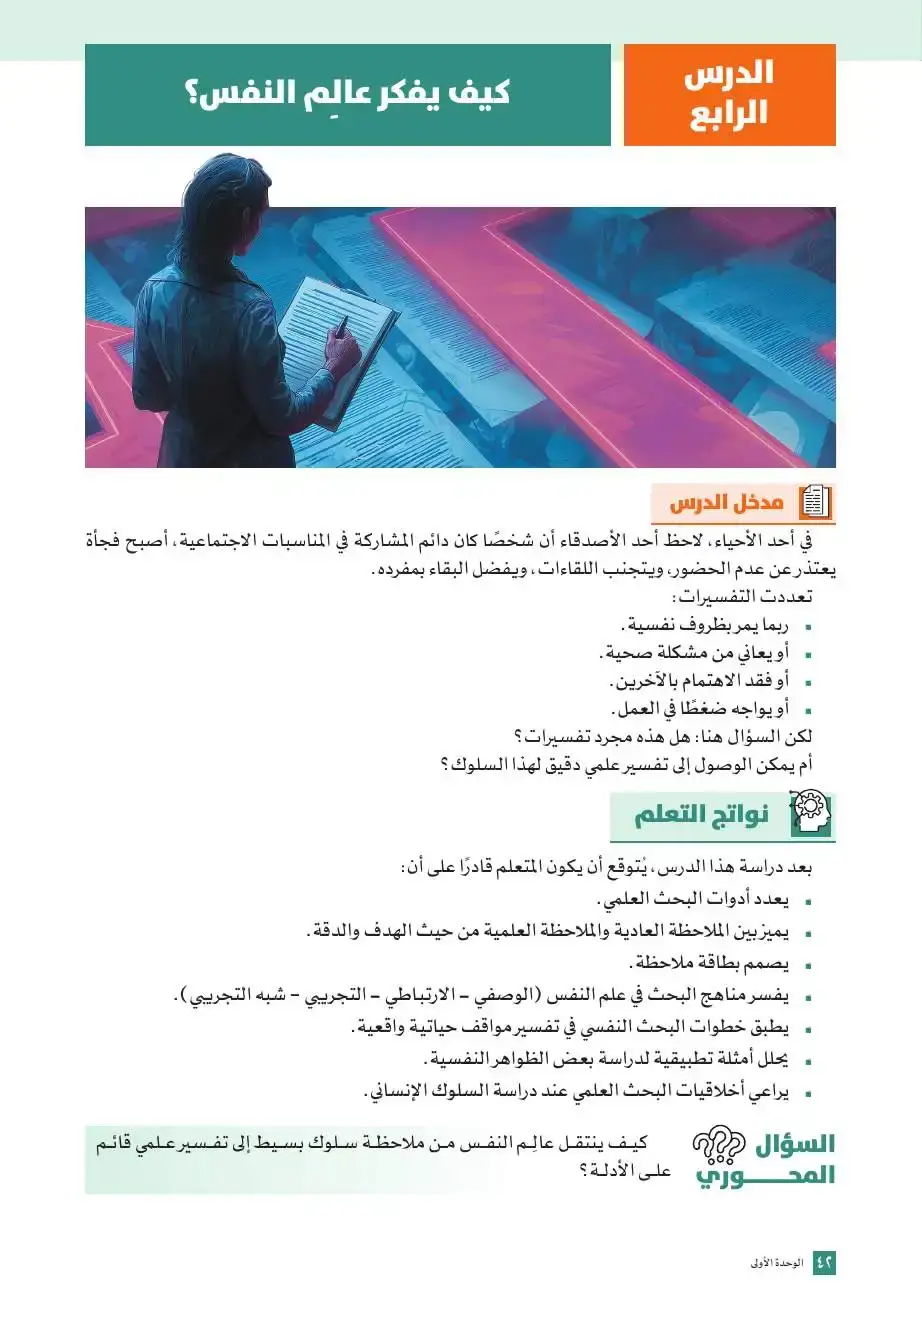 الدرس
الرابع
كيف يفكر عالِم النفس؟
مدخل الدرس
في أحد الأحياء، لاحظ أحد الأصدقاء أن شخصًا كان دائم المشاركة في المناسبات الاجتماعية، أصبح فجأة
يعتذر عن عدم الحضور، ويتجنب اللقاءات، ويفضل البقاء بمفرده.
تعددت التفسيرات:
▪ ربما يمر بظروف نفسية.
▪ أو يعاني من مشكلة صحية.
▪ أو فقد الاهتمام بالآخرين.
▪ أو يواجه ضغطًا في العمل.
لكن السؤال هنا: هل هذه مجرد تفسيرات؟
أم يمكن الوصول إلى تفسير علمي دقيق لهذا السلوك؟
نواتج التعلم
بعد دراسة هذا الدرس، يُتوقع أن يكون المتعلم قادرًا على أن:
▪ يعدد أدوات البحث العلمي.
▪ يميز بين الملاحظة العادية والملاحظة العلمية من حيث الهدف والدقة.
▪ يصمم بطاقة ملاحظة.
▪ يفسر مناهج البحث في علم النفس (الوصفي – الارتباطي – التجريبي – شبه التجريبي).
▪ يطبق خطوات البحث النفسي في تفسير مواقف حياتية واقعية.
▪ يحلل أمثلة تطبيقية لدراسة بعض الظواهر النفسية.
▪ يراعي أخلاقيات البحث العلمي عند دراسة السلوك الإنساني.
السؤال
المحـــوري
كيف ينتقل عالِم النفس من ملاحظة سلوك بسيط إلى تفسير علمي قائم
على الأدلة؟
٤٢ الوحدة الأولى